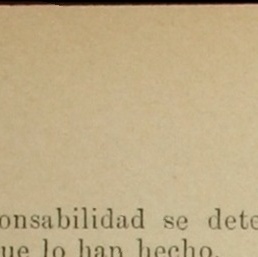 onsabilidad se dete
ue lo han hecho.